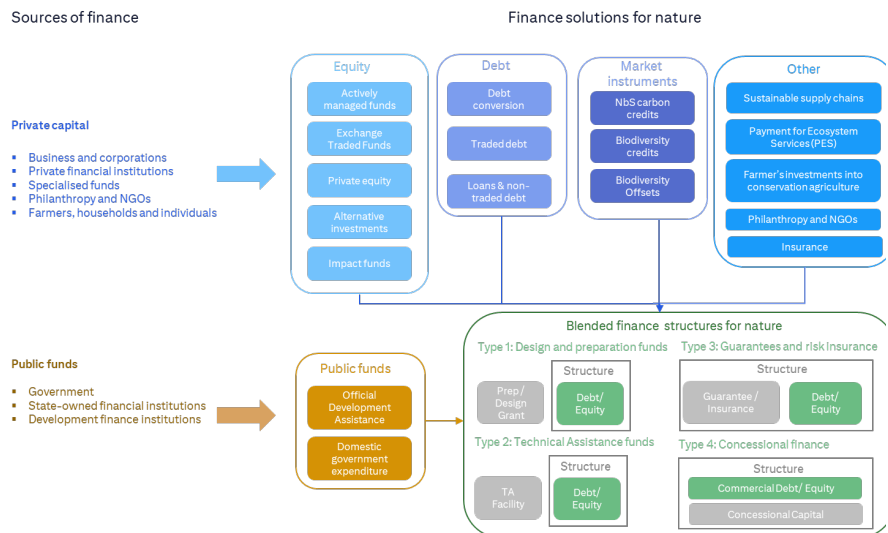 Sources of finance
Finance solutions for nature
Private capital
▪ Business and corporations
▪ Private financial institutions
▪ Specialised funds
▪ Philanthropy and NGOs
▪ Farmers, households and individuals
Equity
Actively
managed funds
Exchange
Traded Funds
Private equity
Alternative
investments
Impact funds
Debt
Debt
conversion
Traded debt
Loans & non-
traded debt
Market
instruments
NbS carbon
credits
Biodiversity
credits
Biodiversity
Offsets
Other
Sustainable supply chains
Payment for Ecosystem
Services (PES)
Farmer's investments into
conservation agriculture
Philanthropy and NGOs
Insurance
Public funds
▪ Government
▪ State-owned financial institutions
▪ Development finance institutions
Public funds
Official
Development
Assistance
Domestic
government
expenditure
Blended finance structures for nature
Type 1: Design and preparation funds
Prep /
Design
Grant
Structure
Debt/
Equity
Type 2: Technical Assistance funds
TA
Facility
Structure
Debt/
Equity
Type 3: Guarantees and risk Insurance
Structure
Guarantee /
Insurance
Debt/
Equity
Type 4: Concessional finance
Structure
Commercial Debt/ Equity
Concessional Capital